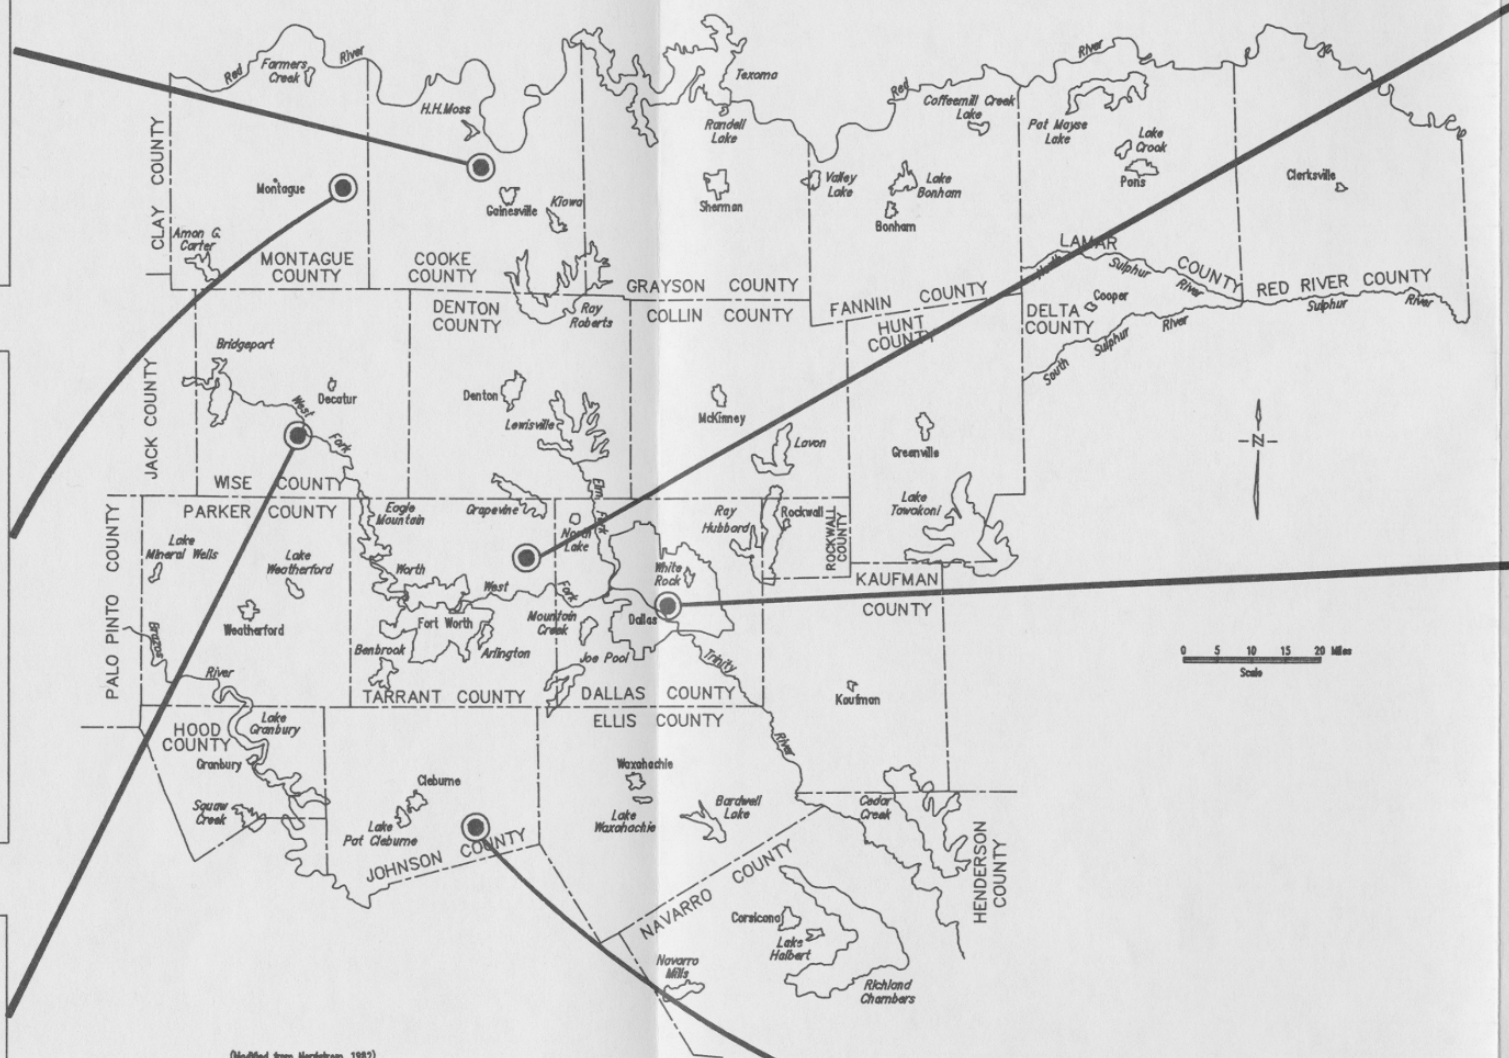 Red
River
Farmers
Creek
H.H.Moss
Texoma
Randell
Lake
Red
Coffeemill Creek
Lake
River
Pat Mayse
Lake
Lake
Crook
Paris
Clarksville
CLAY COUNTY
Montague
Amon G.
Carter
MONTAGUE
COUNTY
COOKE
COUNTY
Gainesville
Kiowa
Sherman
Valley
Lake
Lake
Bonham
Bonham
GRAYSON COUNTY
FANNIN COUNTY
LAMAR
COUNTY
North
Sulphur
River
RED RIVER COUNTY
Sulphur
River
DENTON
COUNTY
Ray
Roberts
COLLIN COUNTY
HUNT
COUNTY
DELTA
COUNTY
Cooper
South
Sulphur
River
JACK COUNTY
Bridgeport
Decatur
West
Fork
WISE COUNTY
Denton
Lewisville
Elm
Fork
McKinney
Lavon
Greenville
Lake
Tawakoni
N
PARKER COUNTY
PALO PINTO COUNTY
Lake
Mineral Wells
Lake
Weatherford
Weatherford
Brazos
River
Eagle
Mountain
Worth
Grapevine
North
Lake
West
Fork
Fort Worth
Benbrook
Arlington
Mountain
Creek
Joe Pool
TARRANT COUNTY
White
Rock
Dallas
Trinity
River
DALLAS COUNTY
Ray
Hubbard
Rockwall
ROCKWALL
COUNTY
KAUFMAN
COUNTY
Kaufman
0 5 10 15 20 Miles
Scale
HOOD
COUNTY
Lake
Granbury
Granbury
Squaw
Creek
Cleburne
Lake
Pat Cleburne
JOHNSON COUNTY
ELLIS COUNTY
Waxahachie
Lake
Waxahachie
Bardwell
Lake
Cedar
Creek
HENDERSON
COUNTY
NAVARRO COUNTY
Corsicana
Lake
Halbert
Navarro
Mills
Richland
Chambers
(Modified from Nordstrom, 1982)